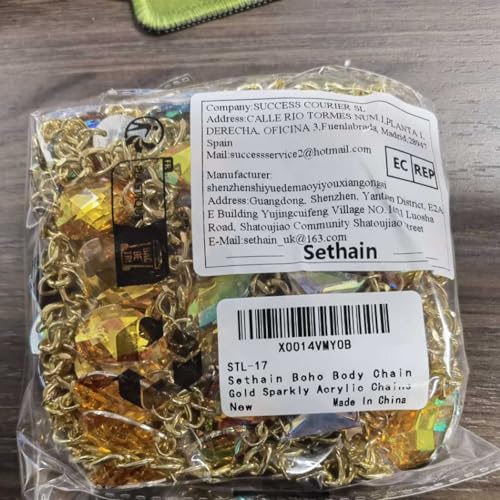 Company:SUCCESS COURIER SL
Address:CALLE RIO TORMES NUM.1,PLANTA 1,
DERECHA, OFICINA 3,Fuenlabrada, Madrid,28947
Spain
Mail:successservice2@hotmail.com
EC REP
Manufacturer:
shenzhenshiyuedemaoyiyouxiangongsi
Address:Guangdong, Shenzhen, Yantian District, E2A,
E Building Yujingcuifeng Village NO. 1011 Luosha
Road, Shatoujiao Community Shatoujiao street
E-Mail:sethain_uk@163.com
Sethain
X0014VMYOB
STL-17
Sethain Boho Body Chain
Gold Sparkly Acrylic Chains
New Made In China